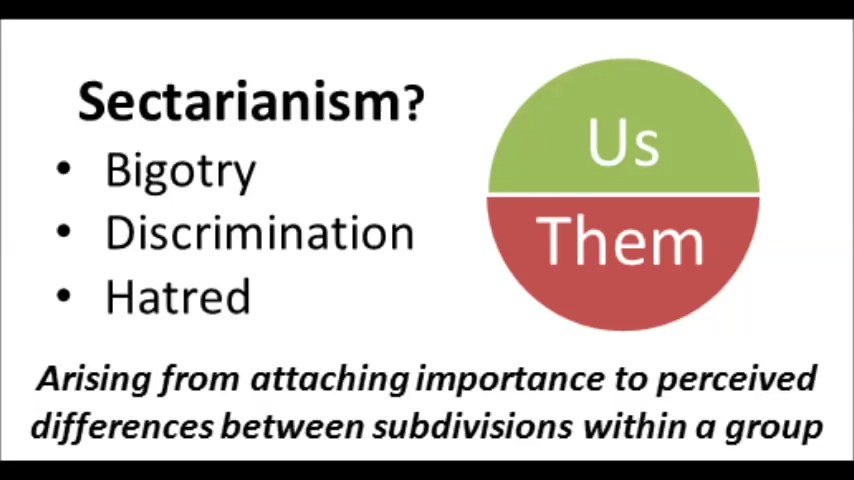 Sectarianism?
• Bigotry
• Discrimination
• Hatred
Us
Them
Arising from attaching importance to perceived
differences between subdivisions within a group